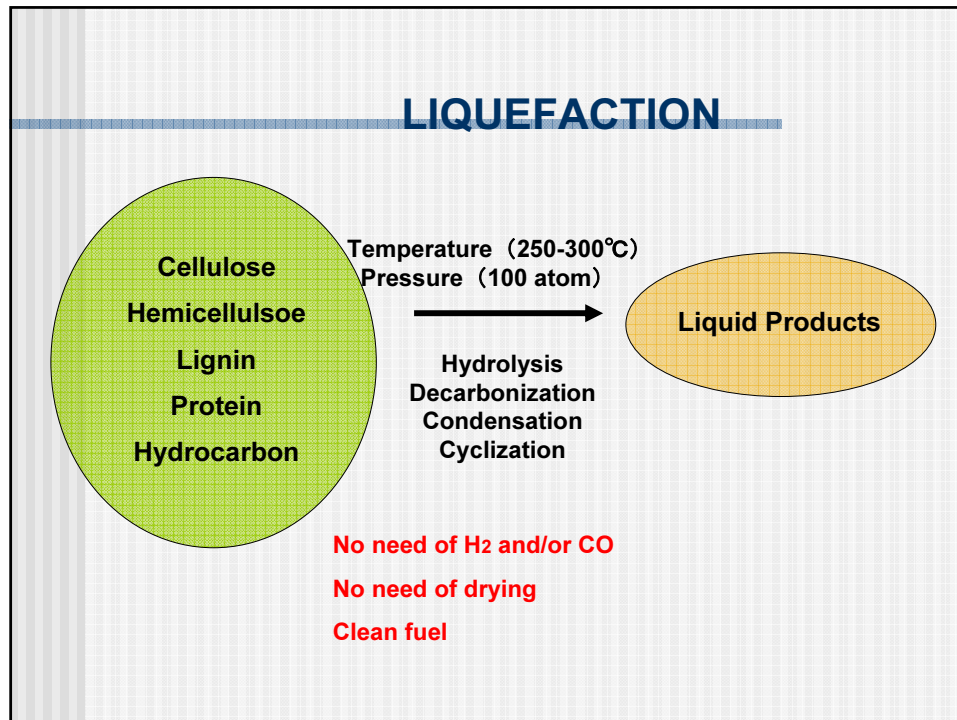 LIQUEFACTION
Cellulose
Hemicellulsoe
Lignin
Protein
Hydrocarbon
Temperature（250-300℃）
Pressure（100 atom）
Hydrolysis
Decarbonization
Condensation
Cyclization
Liquid Products
No need of H2 and/or CO
No need of drying
Clean fuel